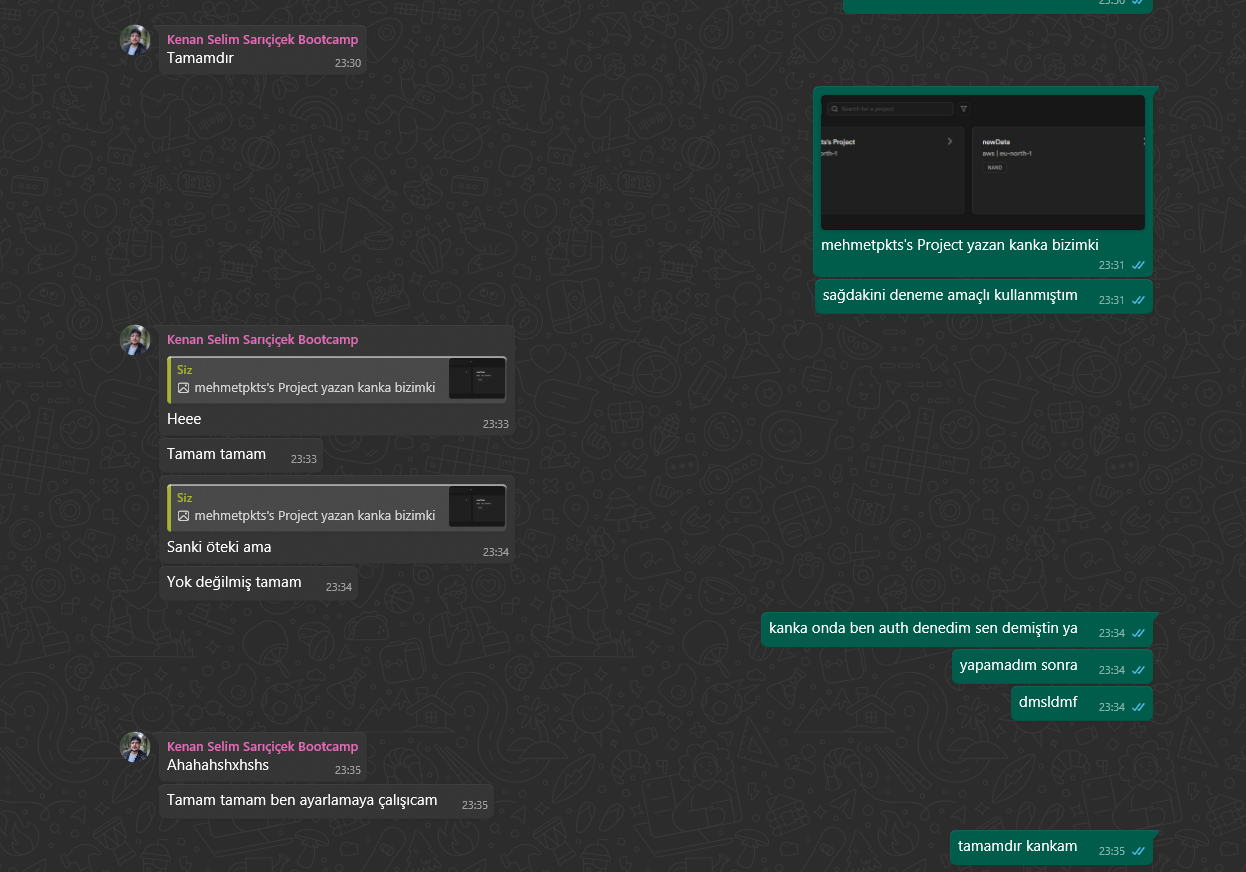 23:30
Kenan Selim Sarıçiçek Bootcamp
Tamamdır
23:30
Search for a project
ts's Project
orth-1
newData
aws | eu-north-1
NANO
mehmetpkts's Project yazan kanka bizimki
23:31
sağdakini deneme amaçlı kullanmıştım
23:31
Kenan Selim Sarıçiçek Bootcamp
Siz
mehmetpkts's Project yazan kanka bizimki
Heee
23:33
Tamam tamam
23:33
Siz
mehmetpkts's Project yazan kanka bizimki
Sanki öteki ama
23:34
Yok değilmiş tamam
23:34
kanka onda ben auth denedim sen demiştin ya
23:34
yapamadım sonra
23:34
dmsldmf
23:34
Kenan Selim Sarıçiçek Bootcamp
Ahahahshxhshs
23:35
Tamam tamam ben ayarlamaya çalışıcam
23:35
tamamdır kankam
23:35